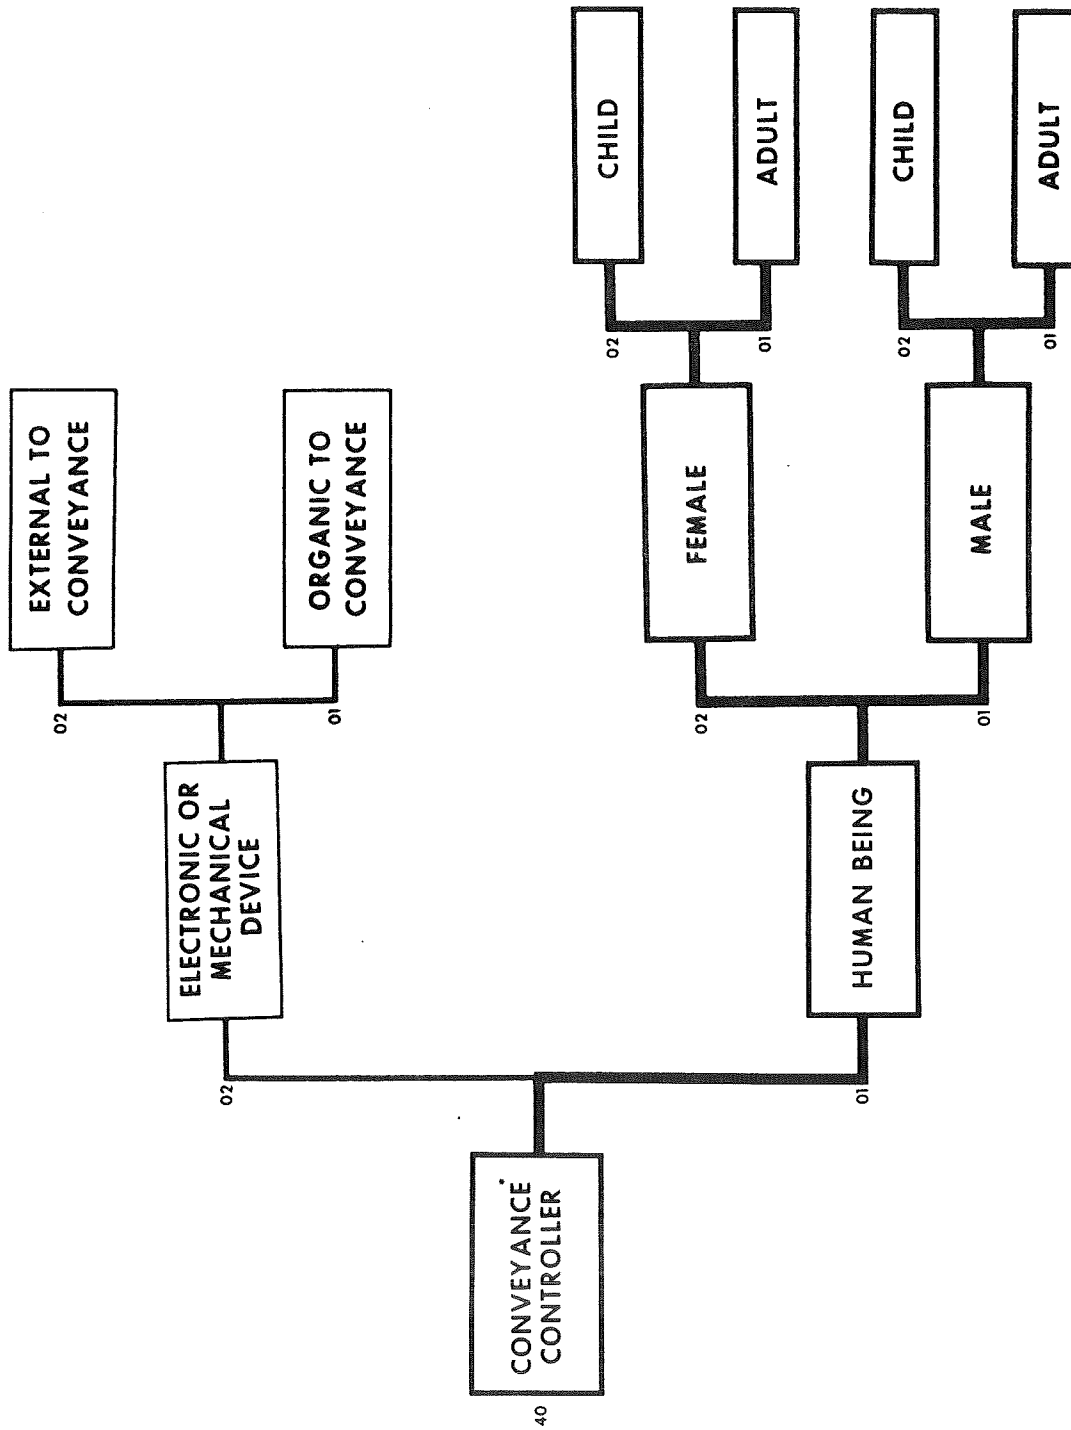 40
CONVEYANCE*
CONTROLLER
01
HUMAN BEING
02
ELECTRONIC OR
MECHANICAL
DEVICE
01
MALE
02
FEMALE
01
ORGANIC TO
CONVEYANCE
02
EXTERNAL TO
CONVEYANCE
01
ADULT
02
CHILD
01
ADULT
02
CHILD